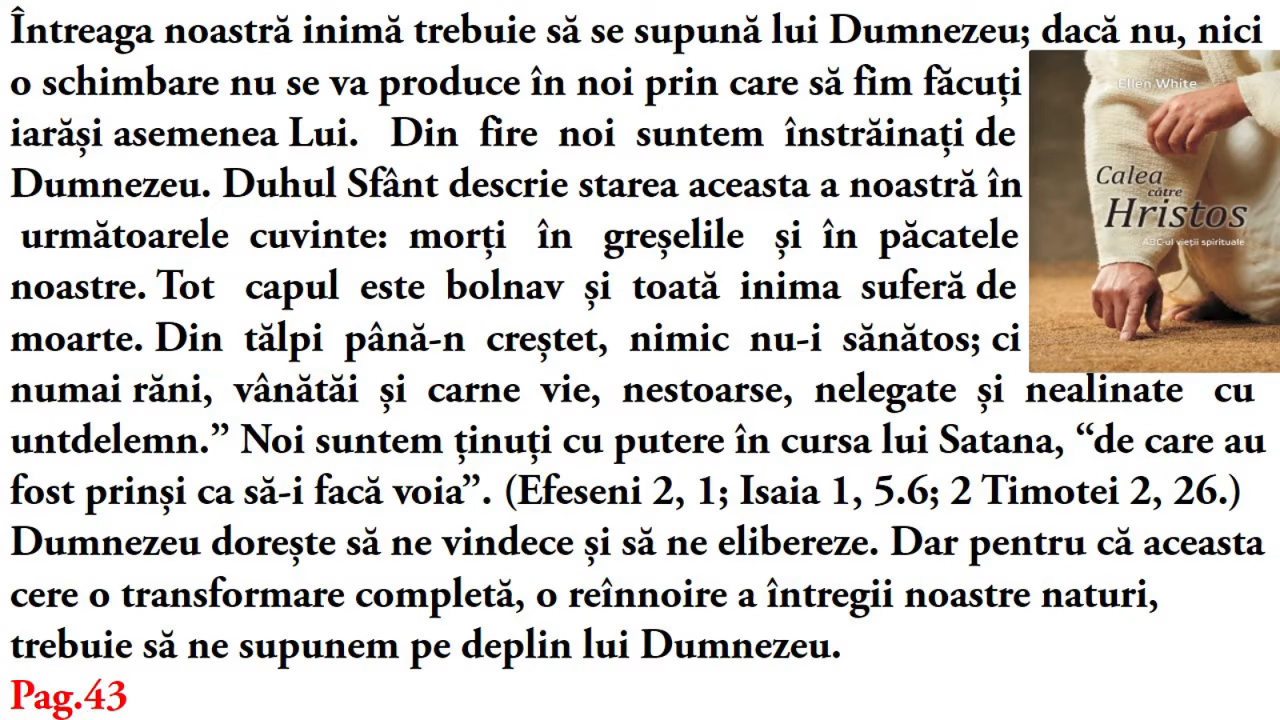 Întreaga noastră inimă trebuie să se supună lui Dumnezeu; dacă nu, nici
o schimbare nu se va produce în noi prin care să fim făcuți
iarăși asemenea Lui. Din fire noi suntem înstrăinați de
Dumnezeu. Duhul Sfânt descrie starea aceasta a noastră în
următoarele cuvinte: morți în greșelile și în păcatele
noastre. Tot capul este bolnav și toată inima suferă de
moarte. Din tălpi până-n creștet, nimic nu-i sănătos; ci
numai răni, vânătăi și carne vie, nestoarse, nelegate și nealinate cu
untdelemn.” Noi suntem ținuți cu putere în cursa lui Satana, “de care au
fost prinși ca să-i facă voia”. (Efeseni 2, 1; Isaia 1, 5.6; 2 Timotei 2, 26.)
Dumnezeu dorește să ne vindece și să ne elibereze. Dar pentru că aceasta
cere o transformare completă, o reînnoire a întregii noastre naturi,
trebuie să ne supunem pe deplin lui Dumnezeu.
Pag.43
Ellen White
Calea
către
Hristos
ABC-ul vieții spirituale